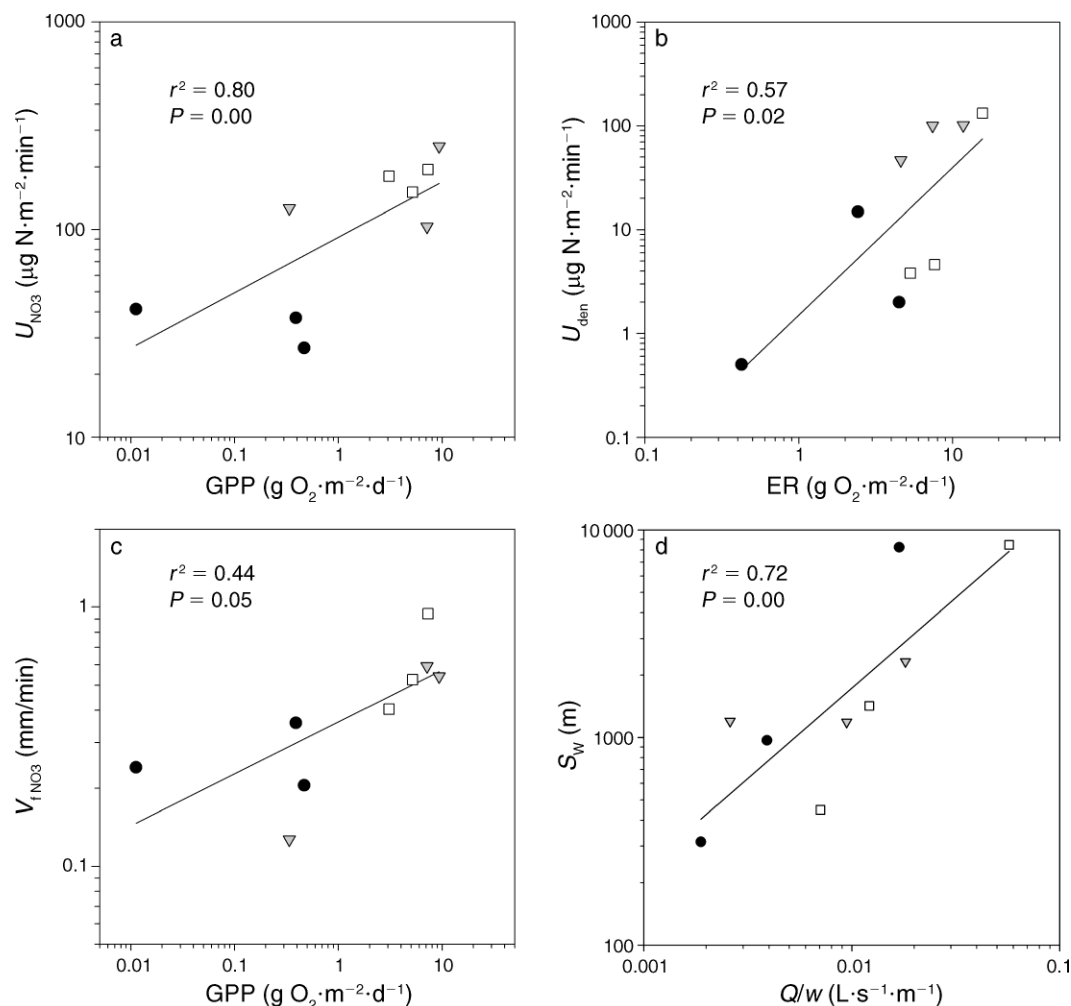 a
r² = 0.80
P = 0.00
1000
100
10
U_NO3 (µg N·m⁻²·min⁻¹)
0.01 0.1 1 10
GPP (g O₂·m⁻²·d⁻¹)
b
r² = 0.57
P = 0.02
1000
100
10
1
0.1
U_den (µg N·m⁻²·min⁻¹)
0.1 1 10
ER (g O₂·m⁻²·d⁻¹)
c
r² = 0.44
P = 0.05
1
0.1
V_f NO3 (mm/min)
0.01 0.1 1 10
GPP (g O₂·m⁻²·d⁻¹)
d
r² = 0.72
P = 0.00
10 000
1000
100
S_W (m)
0.001 0.01 0.1
Q/w (L·s⁻¹·m⁻¹)